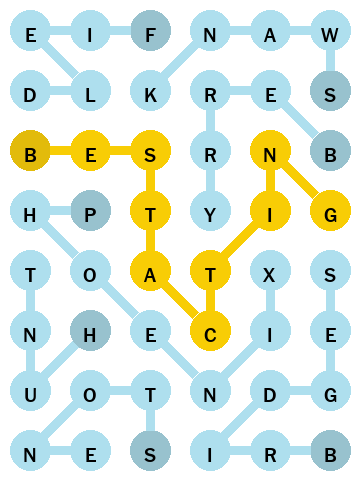 E I F N A W
D L K R E S
B E S R N B
H P T Y I G
T O A T X S
N H E C I E
U O T N D G
N E S I R B